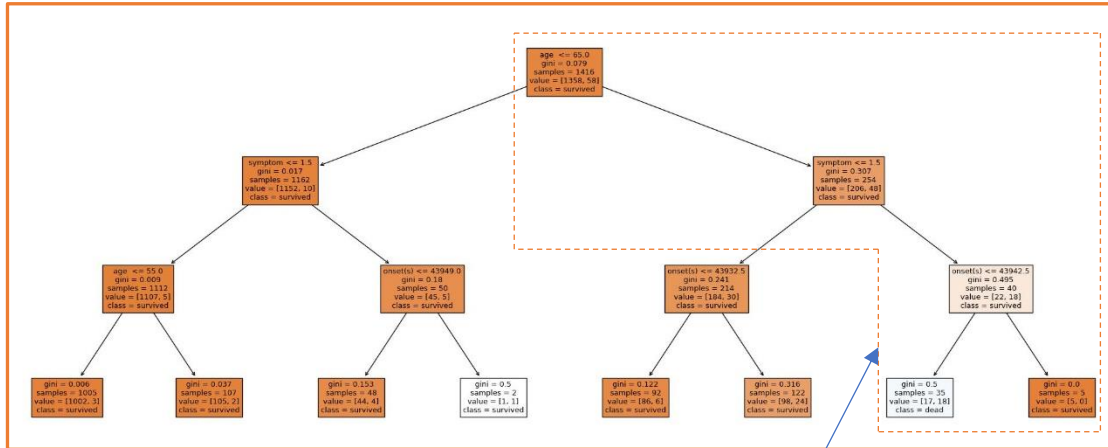 age <= 65.0
gini = 0.079
samples = 1416
value = [1358, 58]
class = survived
symptom <= 1.5
gini = 0.017
samples = 1162
value = [1152, 10]
class = survived
symptom <= 1.5
gini = 0.307
samples = 254
value = [206, 48]
class = survived
age <= 55.0
gini = 0.009
samples = 1112
value = [1107, 5]
class = survived
onset(s) <= 43949.0
gini = 0.18
samples = 50
value = [45, 5]
class = survived
onset(s) <= 43932.5
gini = 0.241
samples = 214
value = [184, 30]
class = survived
onset(s) <= 43942.5
gini = 0.495
samples = 40
value = [22, 18]
class = survived
gini = 0.006
samples = 1005
value = [1002, 3]
class = survived
gini = 0.037
samples = 107
value = [105, 2]
class = survived
gini = 0.153
samples = 48
value = [44, 4]
class = survived
gini = 0.5
samples = 2
value = [1, 1]
class = survived
gini = 0.122
samples = 92
value = [86, 6]
class = survived
gini = 0.316
samples = 122
value = [98, 24]
class = survived
gini = 0.5
samples = 35
value = [17, 18]
class = dead
gini = 0.0
samples = 5
value = [5, 0]
class = survived